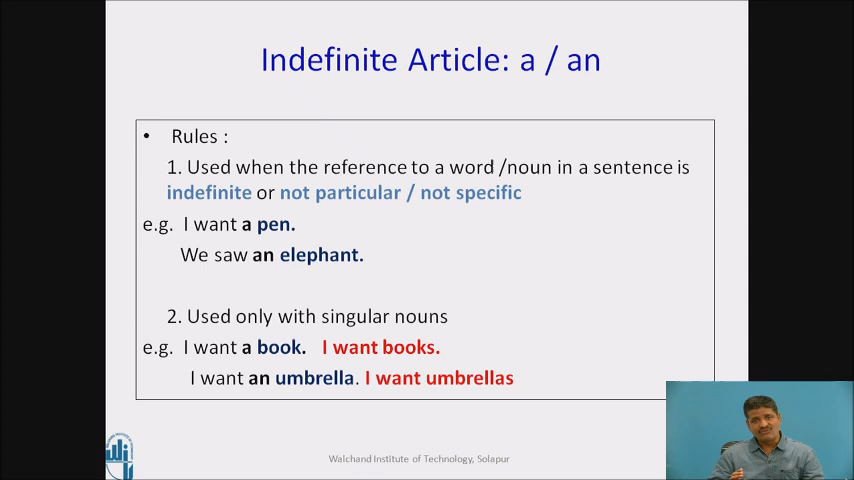 Indefinite Article: a / an
• Rules :
1. Used when the reference to a word /noun in a sentence is
indefinite or not particular / not specific
e.g. I want a pen.
We saw an elephant.
2. Used only with singular nouns
e.g. I want a book. I want books.
I want an umbrella. I want umbrellas
Walchand Institute of Technology, Solapur